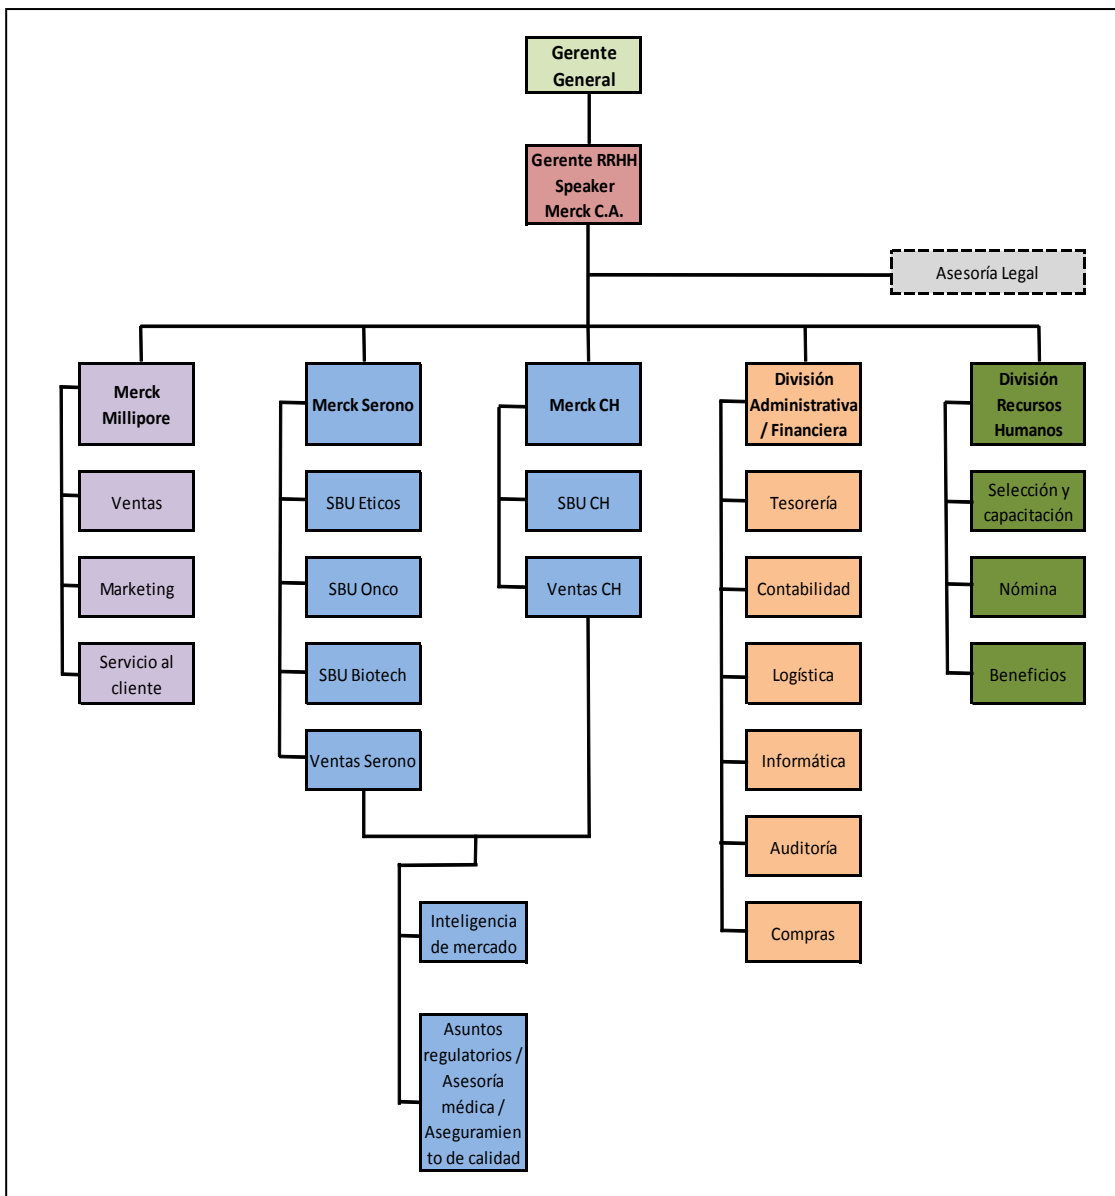 Gerente
General
Gerente RRHH
Speaker
Merck C.A.
Asesoría Legal
Merck
Millipore
Ventas
Marketing
Servicio al
cliente
Merck Serono
SBU Eticos
SBU Onco
SBU Biotech
Ventas Serono
Merck CH
SBU CH
Ventas CH
Inteligencia
de mercado
Asuntos
regulatorios /
Asesoría
médica /
Aseguramien
to de calidad
División
Administrativa
/ Financiera
Tesorería
Contabilidad
Logística
Informática
Auditoría
Compras
División
Recursos
Humanos
Selección y
capacitación
Nómina
Beneficios